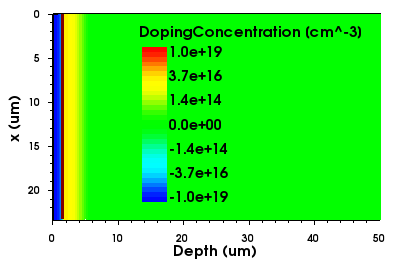 DopingConcentration [cm^-3]
1.0e+19
3.7e+16
1.4e+14
0.0e+00
-1.4e+14
-3.7e+16
-1.0e+19
0
5
10
15
20
x (um)
0 10 20 30 40 50
Depth (um)